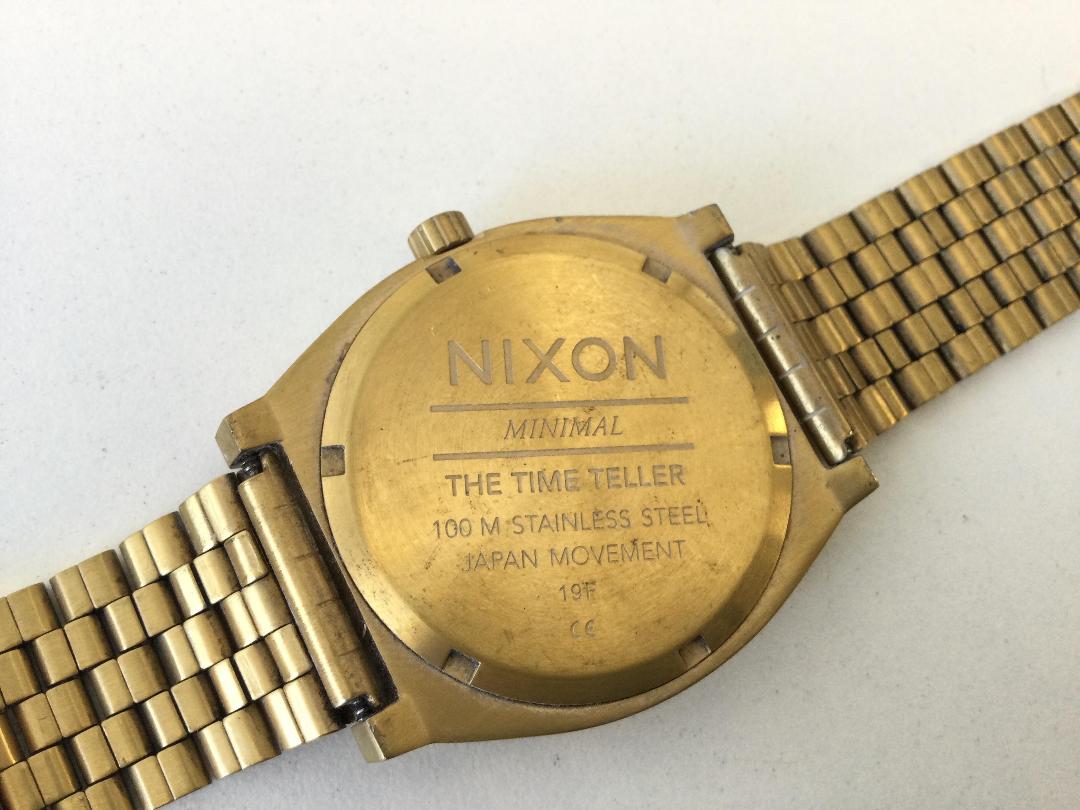 NIXON
MINIMAL
THE TIME TELLER
100 M STAINLESS STEEL
JAPAN MOVEMENT
19F
CE